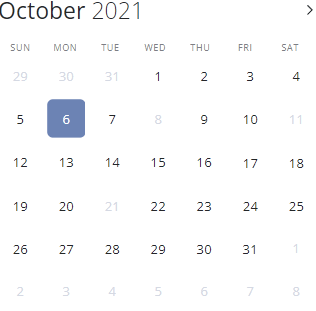 October 2021
SUN MON TUE WED THU FRI SAT
29 30 31 1 2 3 4
5 6 7 8 9 10 11
12 13 14 15 16 17 18
19 20 21 22 23 24 25
26 27 28 29 30 31 1
2 3 4 5 6 7 8